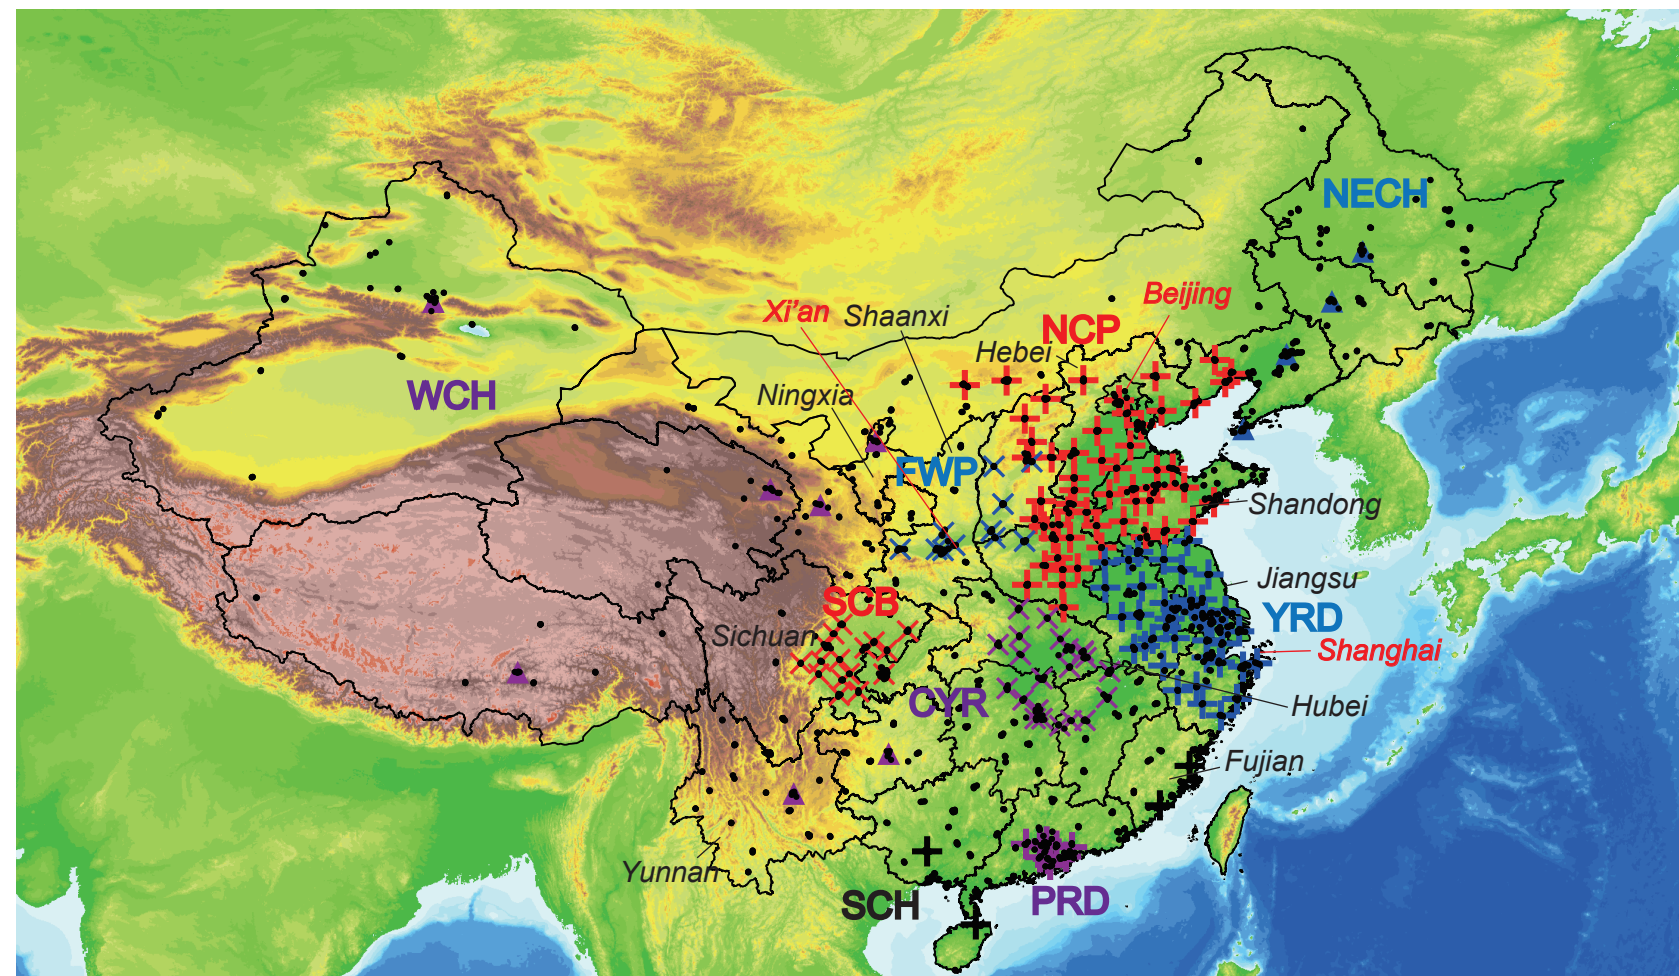 NECH
Beijing
Xi'an
Shaanxi
NCP
Hebei
WCH
Ningxia
FWP
Shandong
Jiangsu
SCB
YRD
Sichuan
Shanghai
CYR
Hubei
Fujian
Yunnan
SCH
PRD